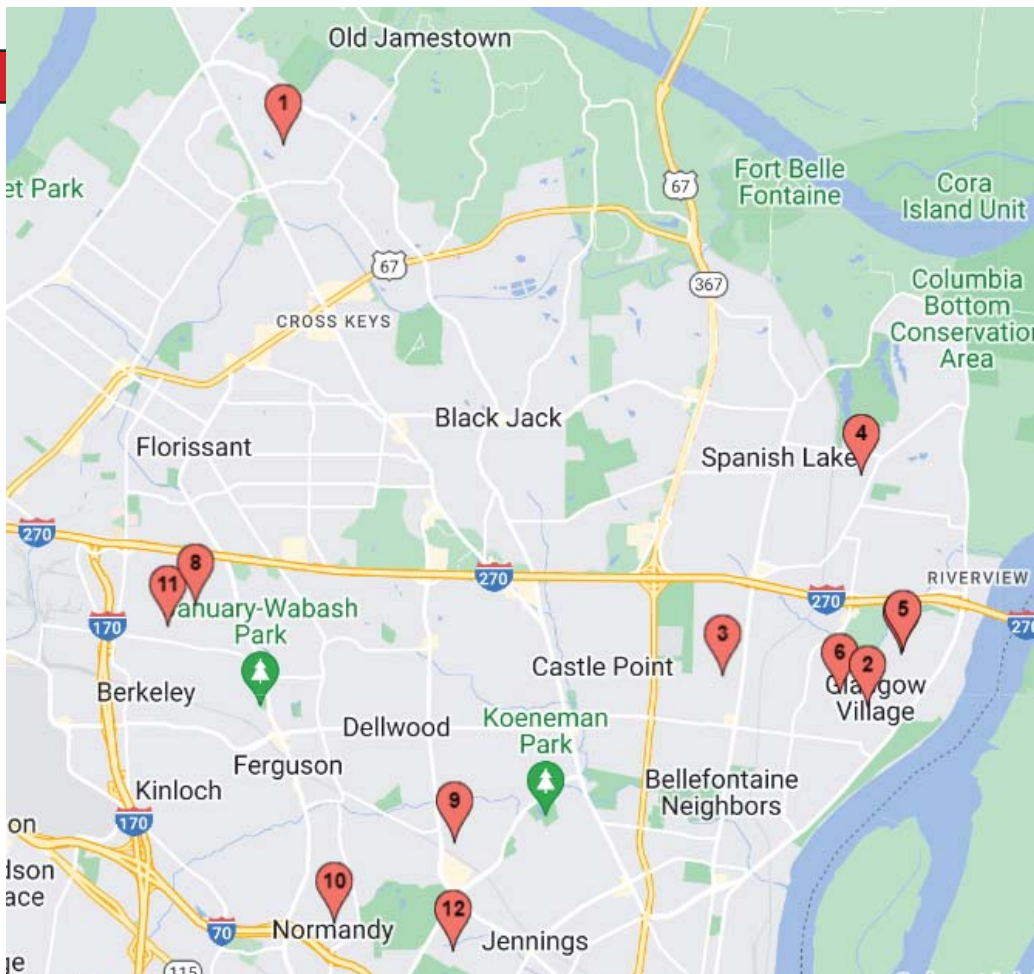 Old Jamestown
1
et Park
67
Fort Belle
Fontaine
Cora
Island Unit
67
367
Columbia
Bottom
Conservation
Area
CROSS KEYS
Black Jack
4
Florissant
Spanish Lake
270
8
11
270
270
RIVERVIEW
5
270
January-Wabash
Park
170
3
6
2
Castle Point
Glasgow
Village
Berkeley
Dellwood
Koeneman
Park
Ferguson
Bellefontaine
Neighbors
Kinloch
170
9
on
dson
ace
10
12
70
Normandy
Jennings
ge
115